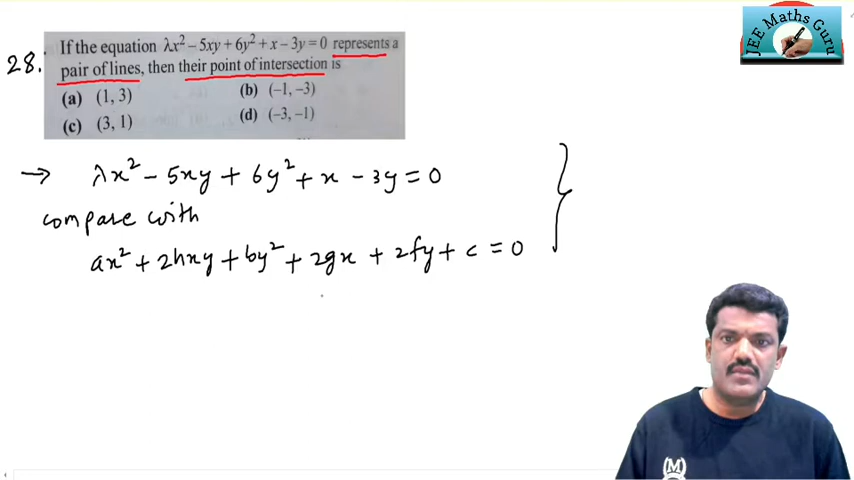 JEE Maths Guru
28.
If the equation λx² – 5xy + 6y² + x – 3y = 0 represents a
pair of lines, then their point of intersection is
(a) (1, 3) (b) (–1, –3)
(c) (3, 1) (d) (–3, –1)
→ λx² – 5xy + 6y² + x – 3y = 0
compare with
ax² + 2hxy + by² + 2gx + 2fy + c = 0
(M)